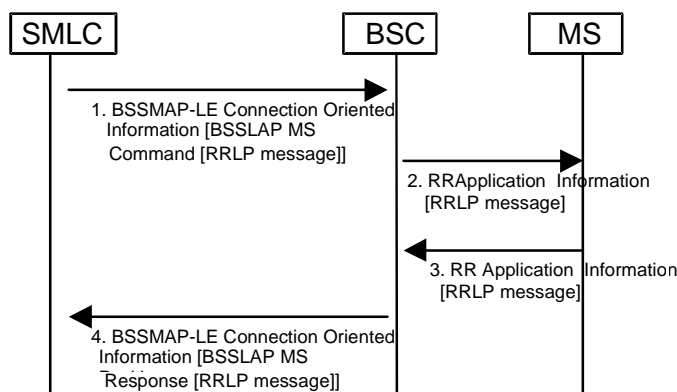 SMLC
BSC
MS
1. BSSMAP-LE Connection Oriented
Information [BSSLAP MS
Command [RRLP message]]
2. RRApplication Information
[RRLP message]
3. RR Application Information
[RRLP message]
4. BSSMAP-LE Connection Oriented
Information [BSSLAP MS
Response [RRLP message]]